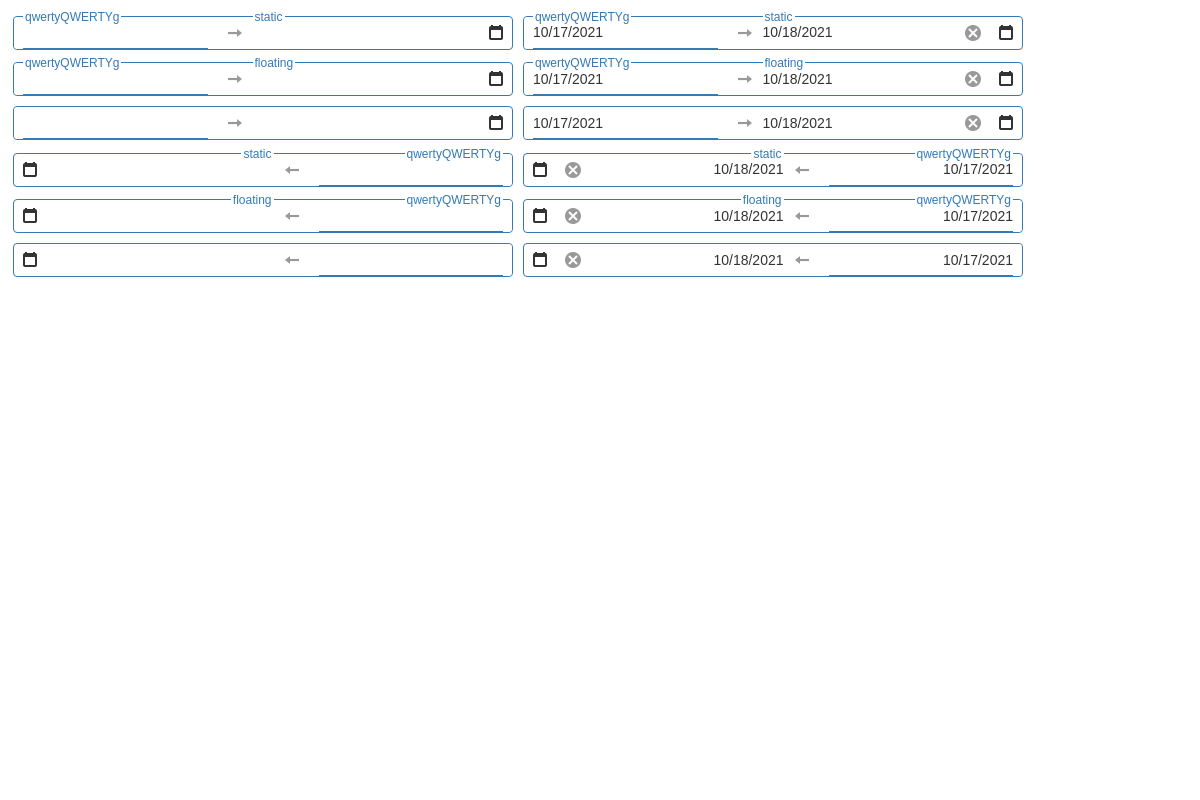 qwertyQWERTYg static qwertyQWERTYg static
10/17/2021 10/18/2021
qwertyQWERTYg floating qwertyQWERTYg floating
10/17/2021 10/18/2021
10/17/2021 10/18/2021
static qwertyQWERTYg static qwertyQWERTYg
10/18/2021 10/17/2021
floating qwertyQWERTYg floating qwertyQWERTYg
10/18/2021 10/17/2021
10/18/2021 10/17/2021